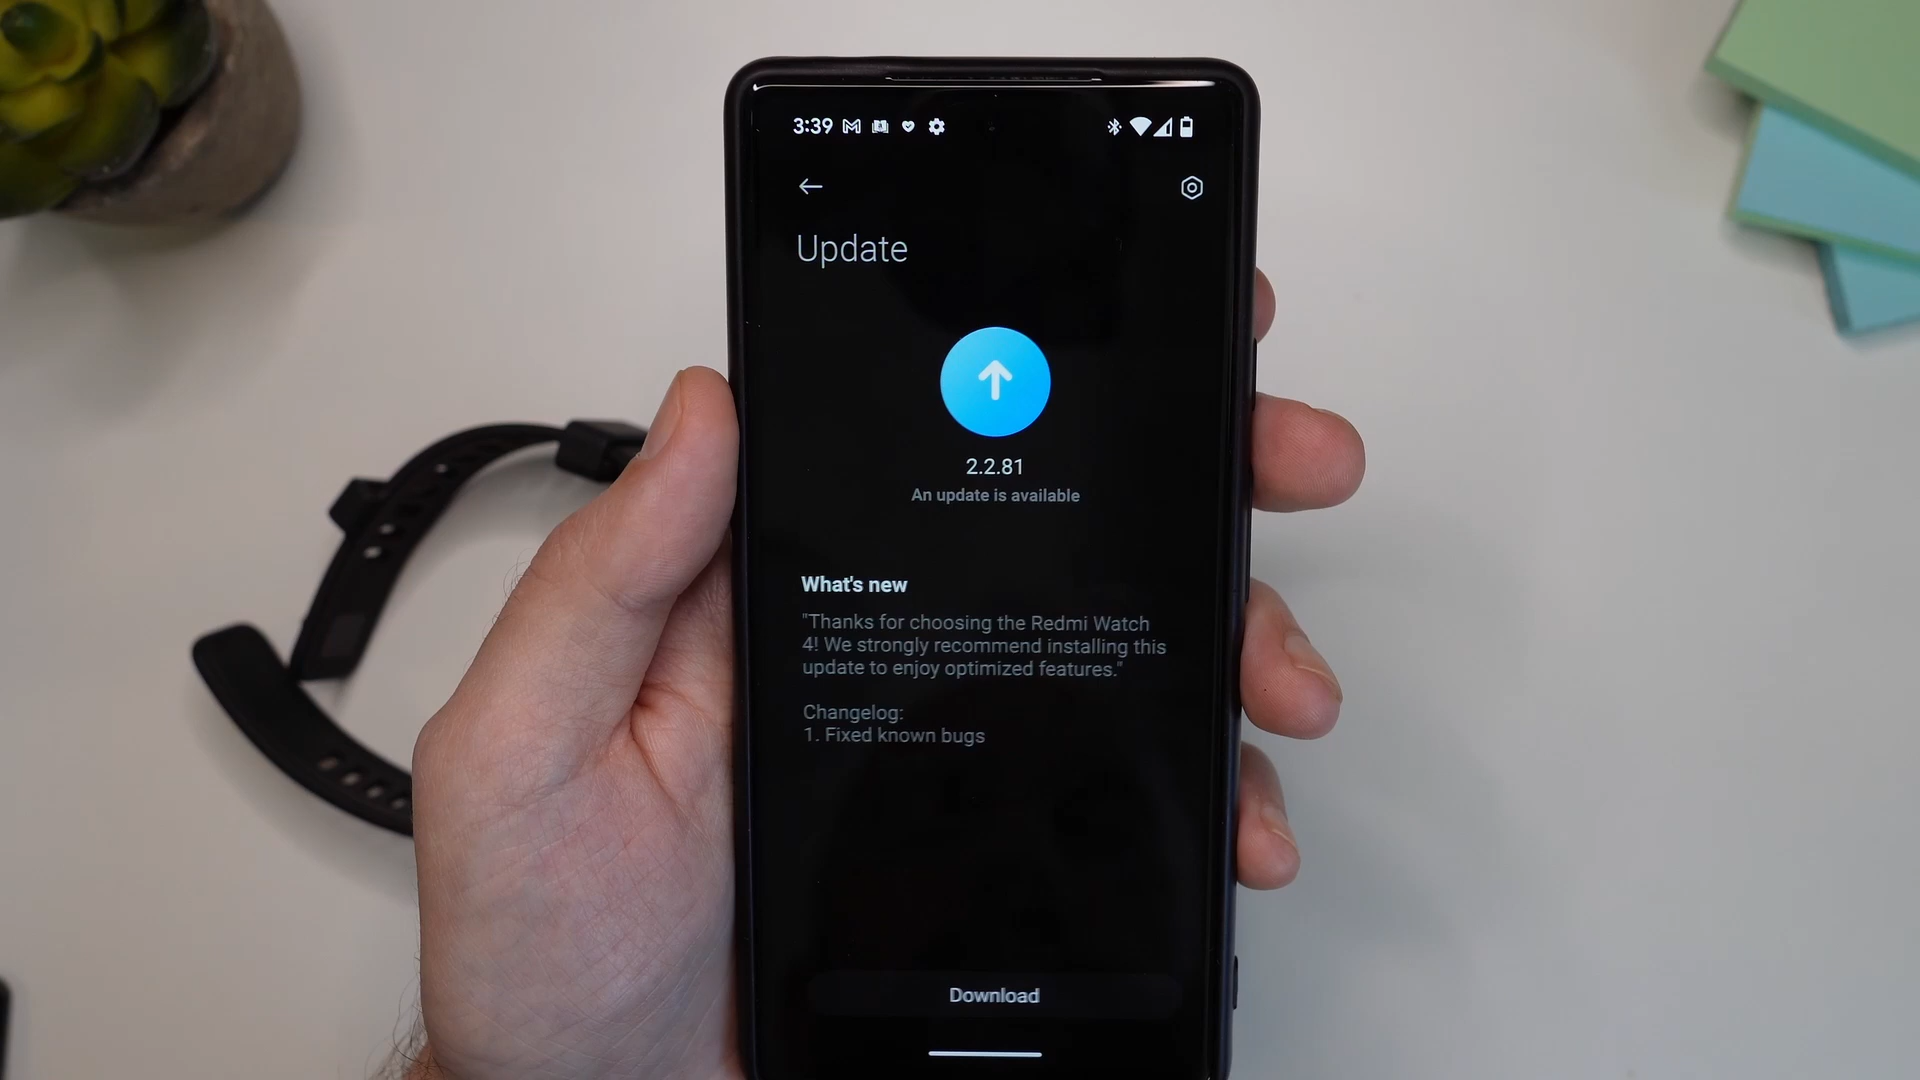 3:39
Update
2.2.81
An update is available
What's new
"Thanks for choosing the Redmi Watch
4! We strongly recommend installing this
update to enjoy optimized features."
Changelog:
1. Fixed known bugs
Download